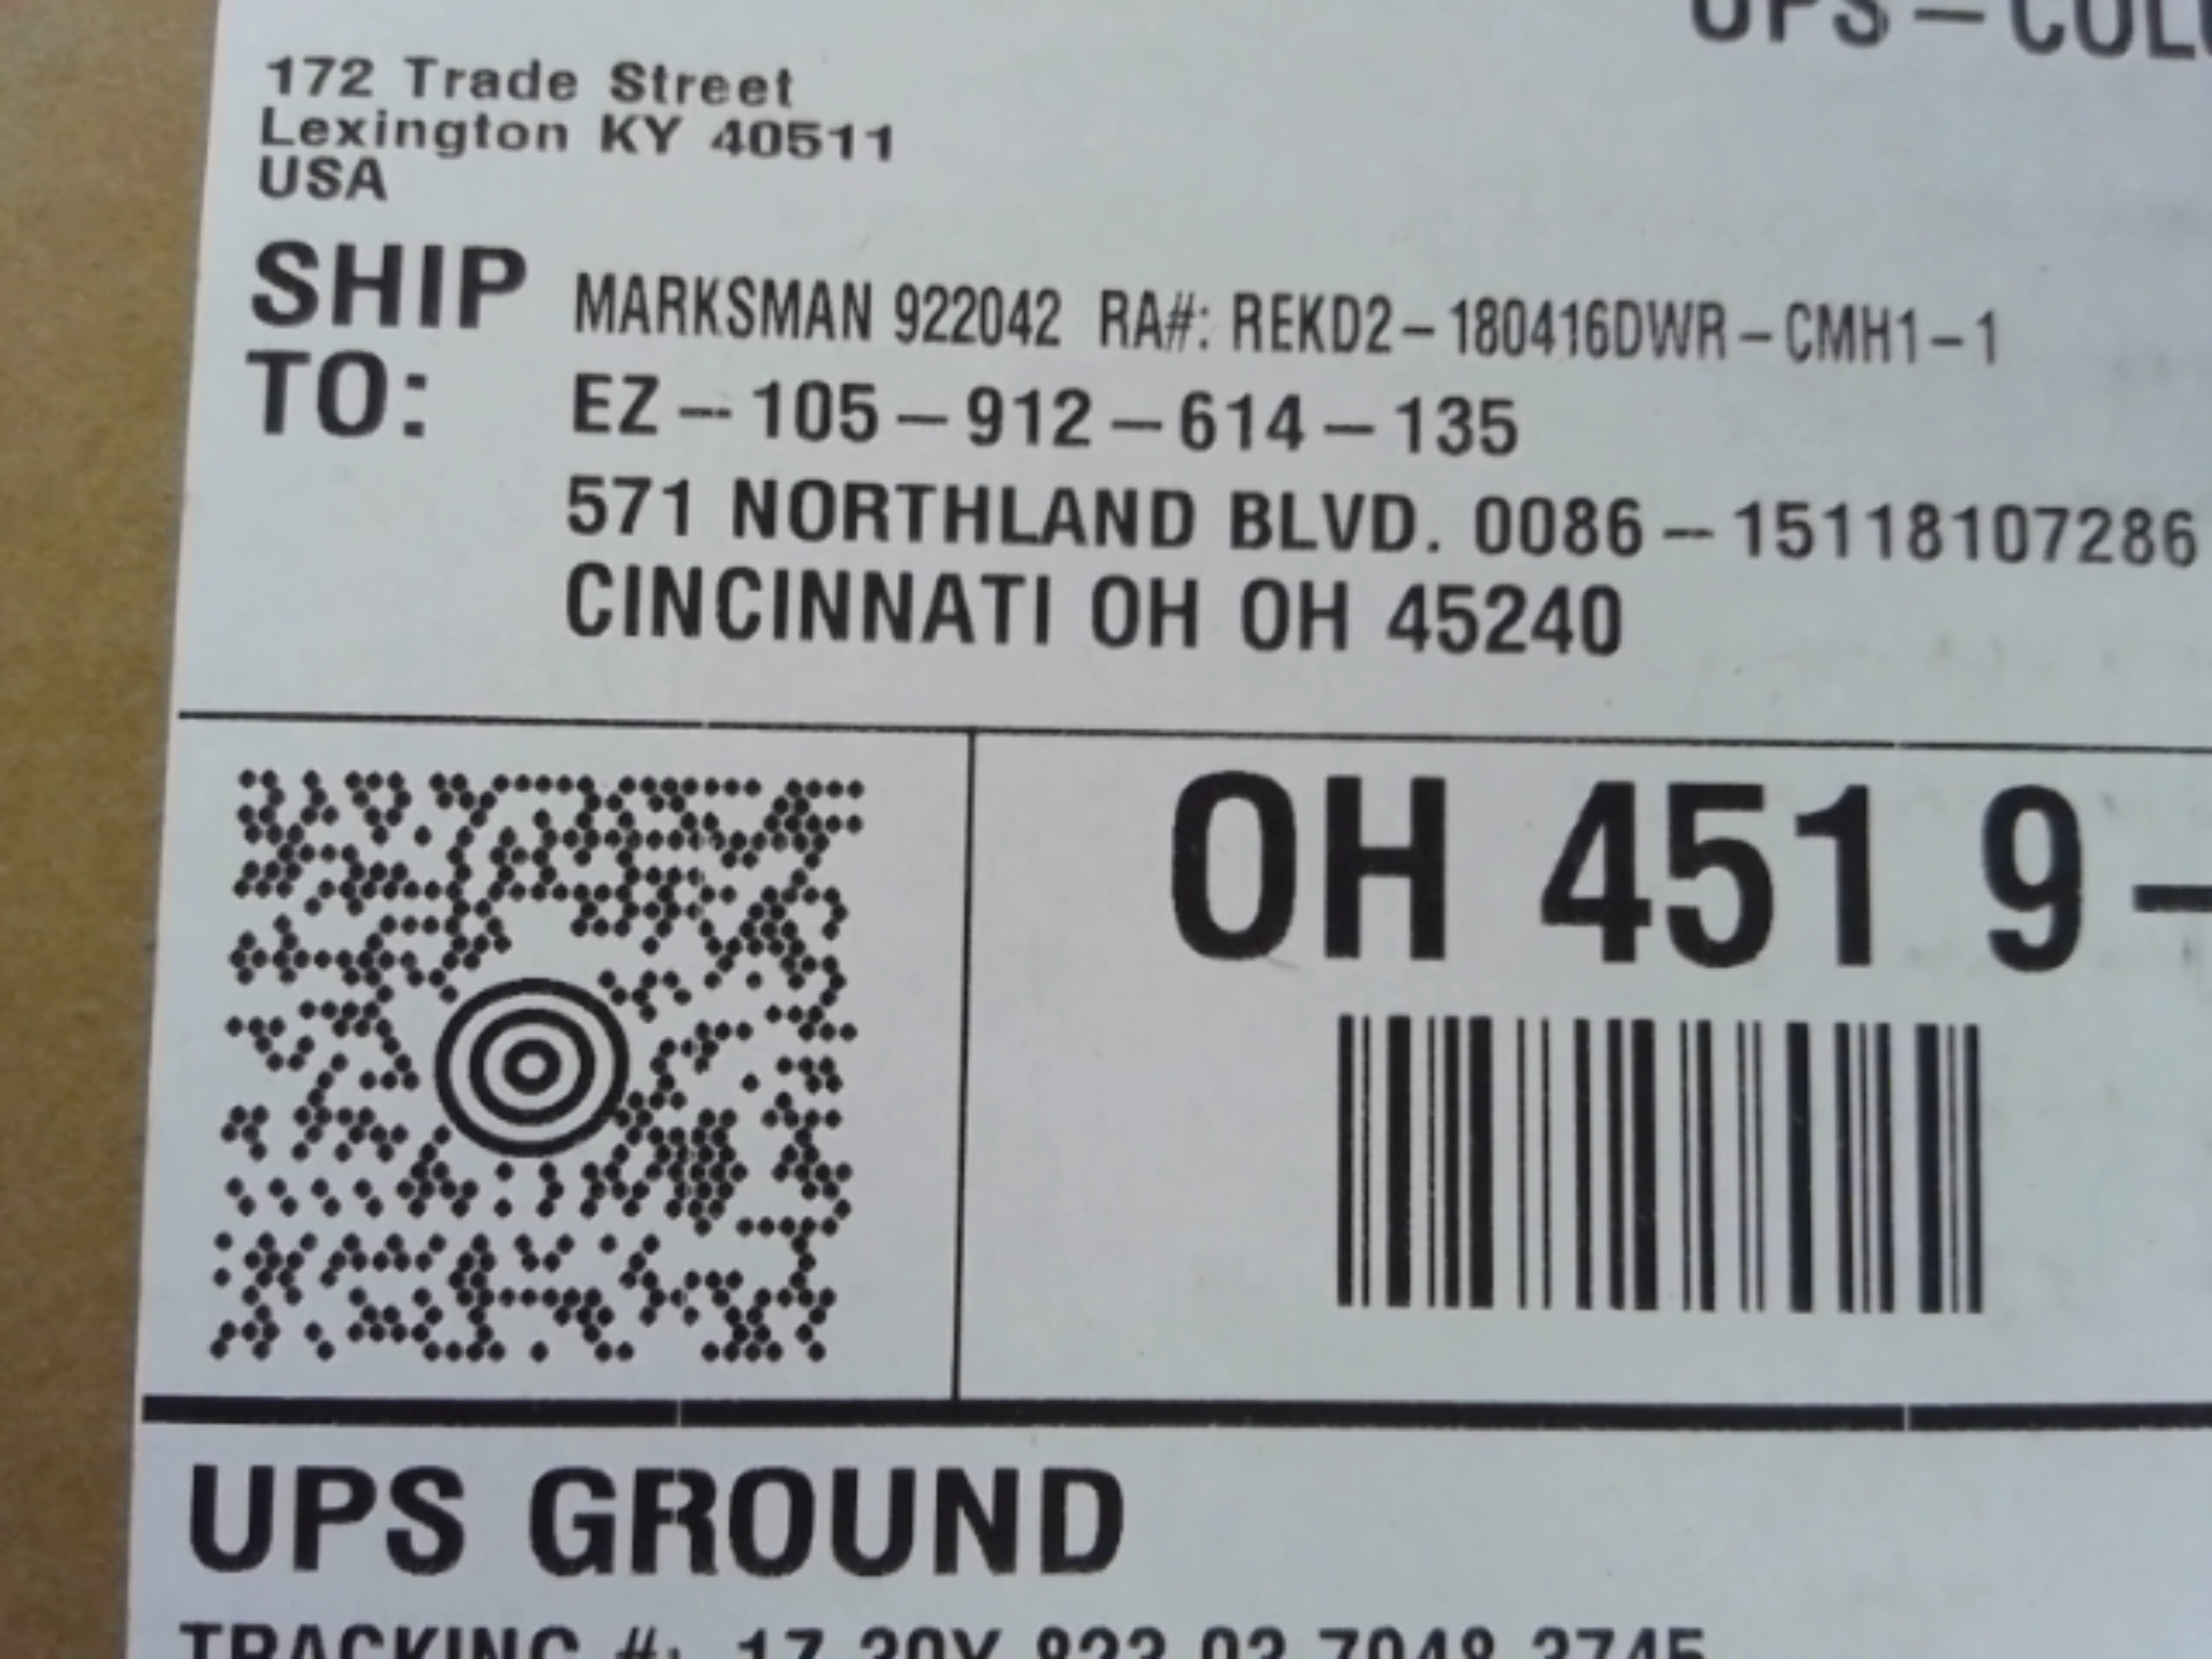 172 Trade Street
Lexington KY 40511
USA
SHIP TO:
MARKSMAN 922042 RA#: REKD2-180416DWR-CMH1-1
EZ-105-912-614-135
571 NORTHLAND BLVD. 0086-15118107286
CINCINNATI OH OH 45240
OH 451 9-
UPS GROUND
TRACKING #: